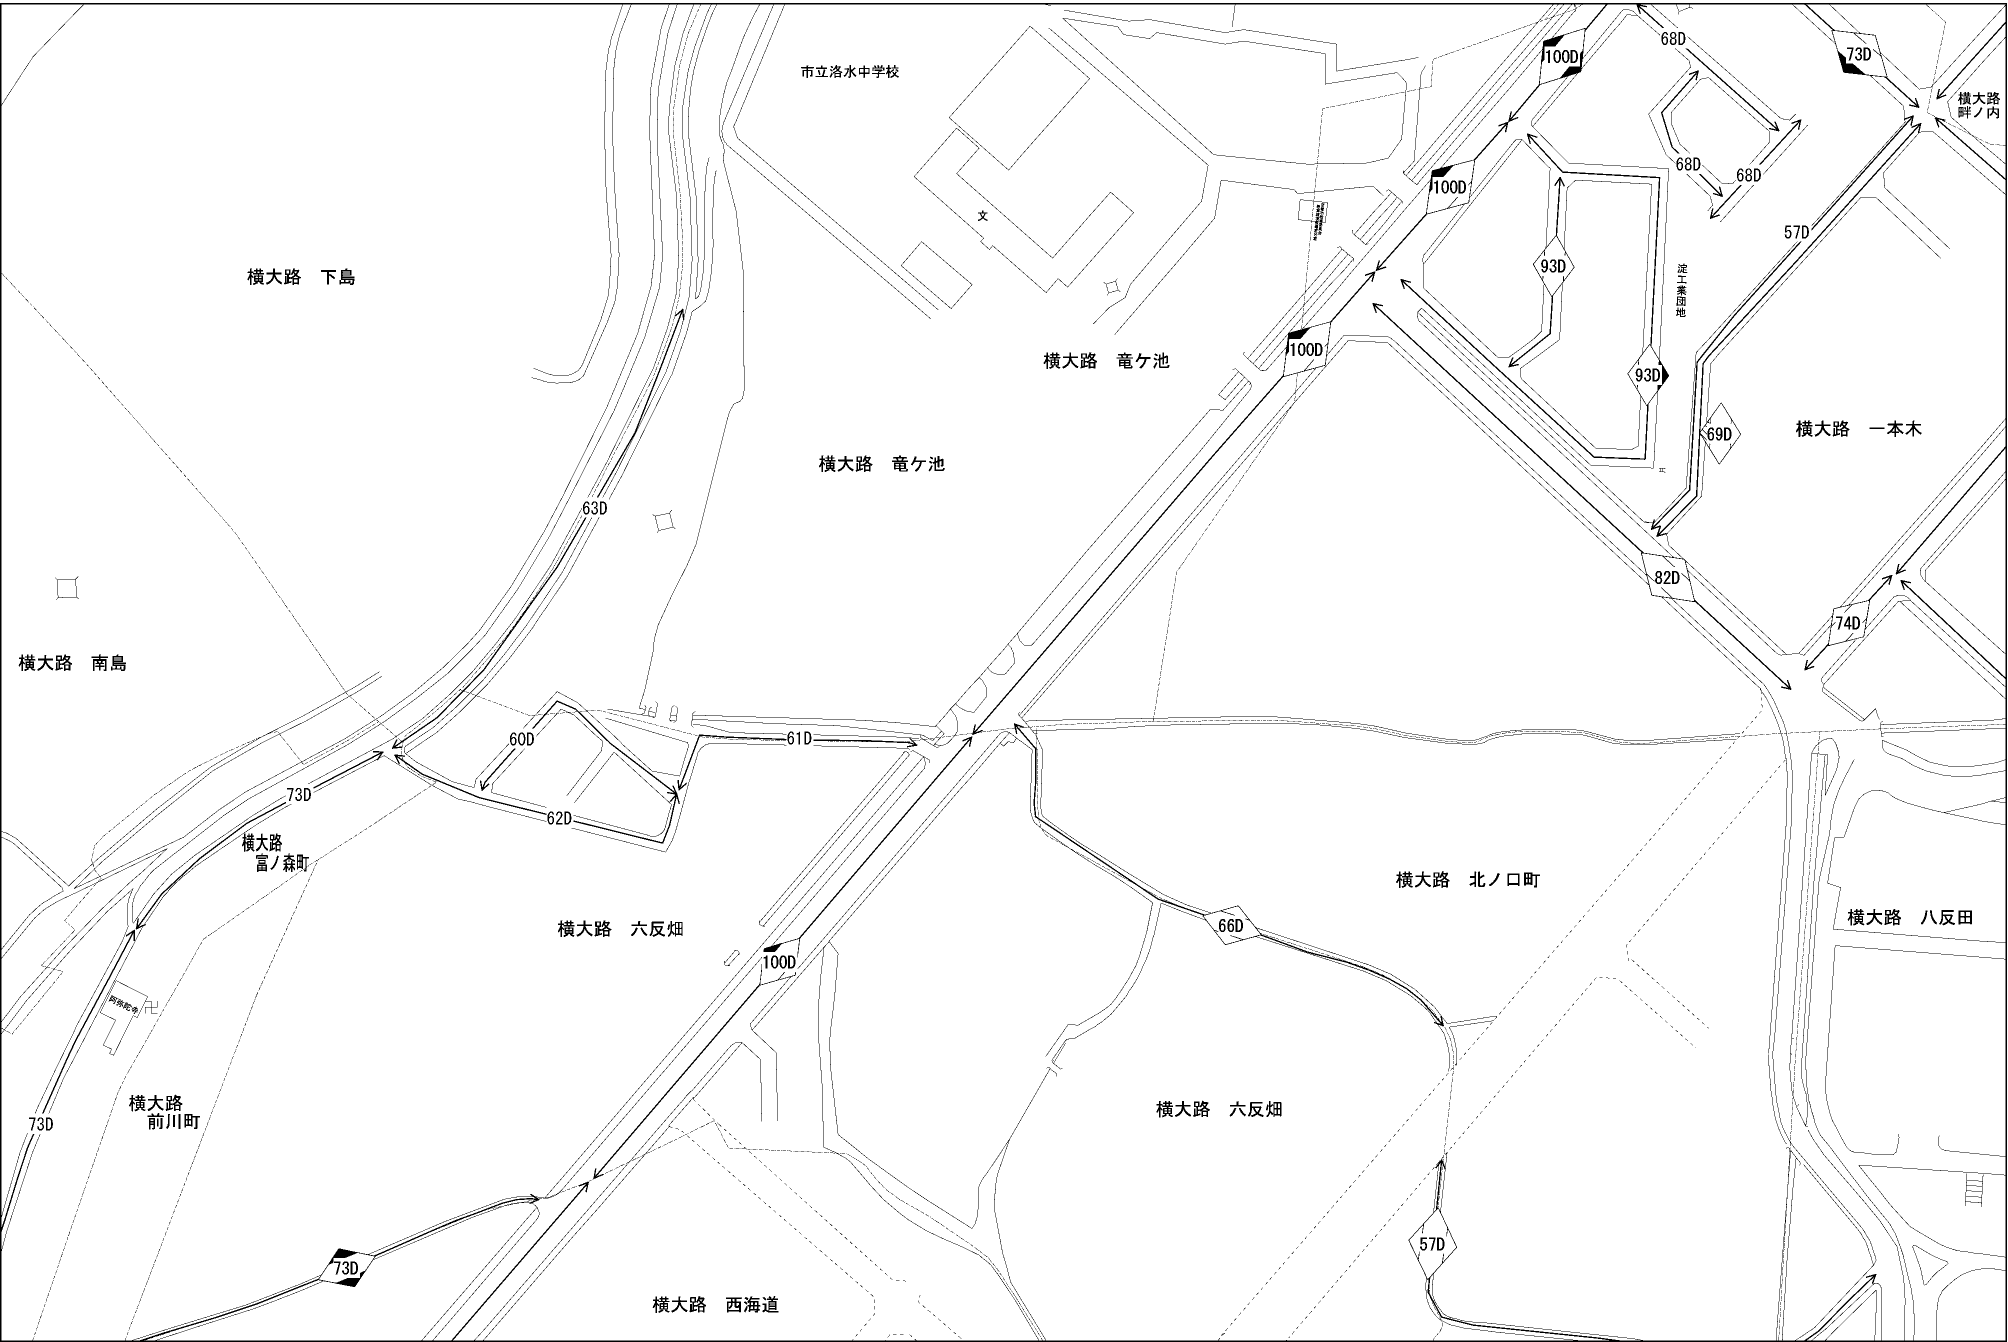 68D
100D
73D
市立洛水中学校
横大路
畔ノ内
68D
68D
100D
文
57D
93D
横大路 下島
淀工業団地
100D
横大路 竜ケ池
93D
横大路 一本木
69D
横大路 竜ケ池
63D
82D
74D
横大路 南島
60D
61D
73D
62D
横大路
富ノ森町
横大路 北ノ口町
横大路 八反田
66D
横大路 六反畑
100D
阿弥陀寺
卍
横大路
前川町
横大路 六反畑
73D
57D
73D
横大路 西海道